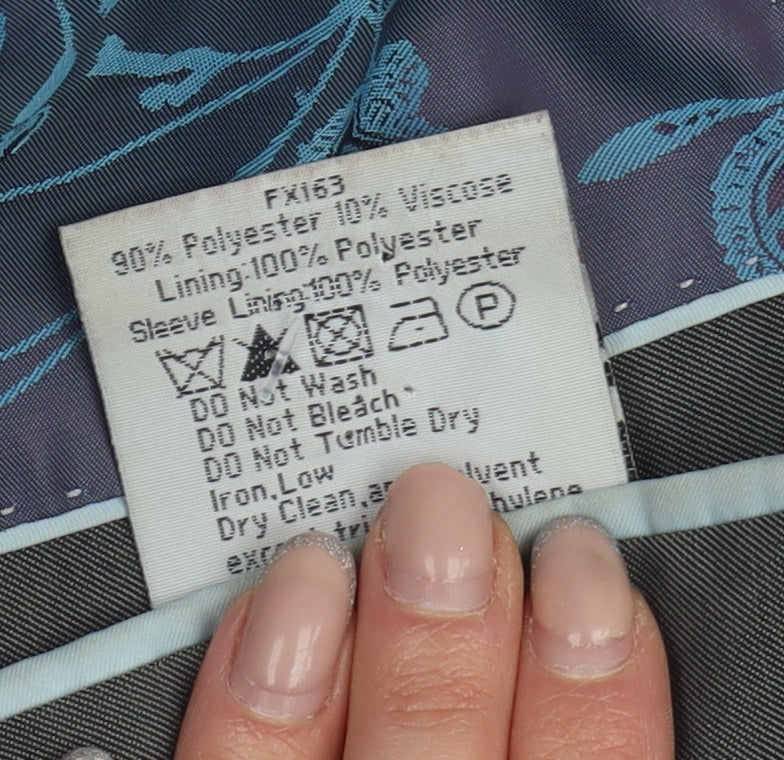 FX163
90% Polyester 10% Viscose
Lining:100% Polyester
Sleeve Lining:100% Polyester
P
DO Not Wash
DO Not Bleach
DO Not Tumble Dry
Iron,Low
Dry Clean,